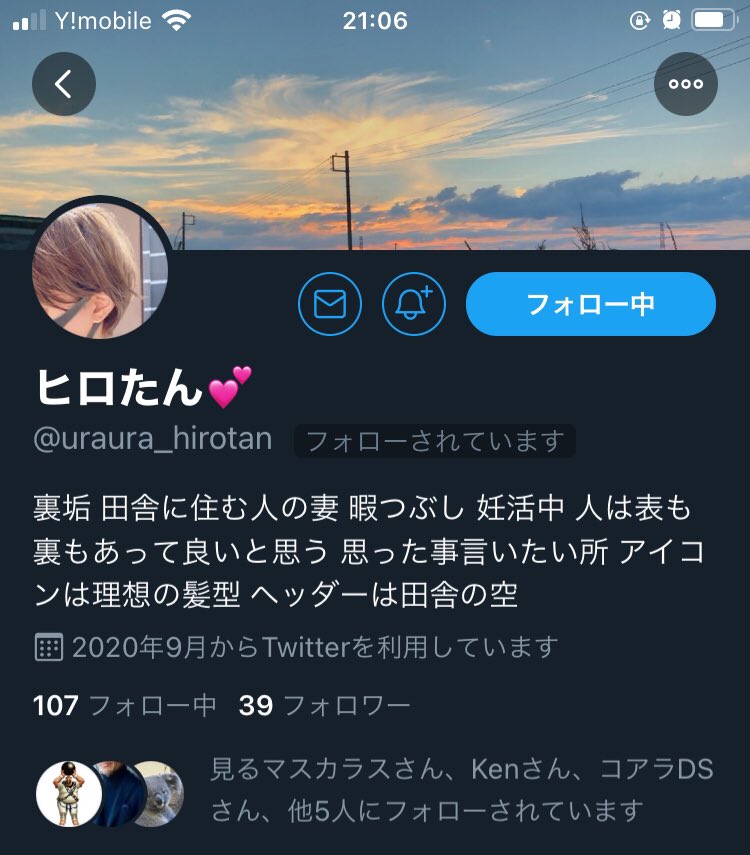 Y!mobile 21:06
フォロー中
ヒロたん💕
@uraura_hirotan フォローされています
裏垢 田舎に住む人の妻 暇つぶし 妊活中 人は表も
裏もあって良いと思う 思った事言いたい所 アイコ
ンは理想の髪型 ヘッダーは田舎の空
2020年9月からTwitterを利用しています
107 フォロー中 39 フォロワー
見るマスカラスさん、Kenさん、コアラDS
さん、他5人にフォローされています